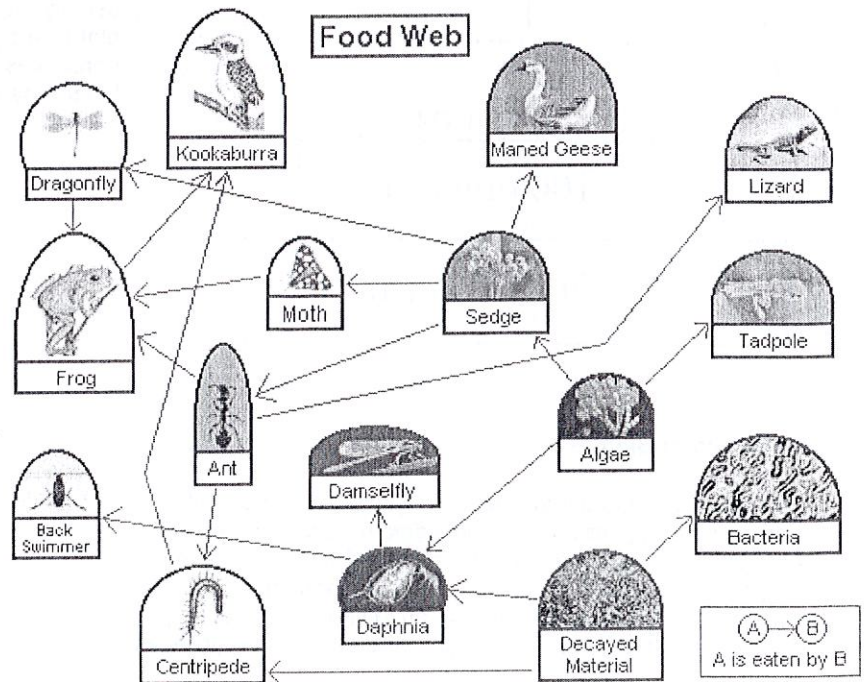 Food Web
Kookaburra
Maned Geese
Dragonfly
Lizard
Moth
Sedge
Tadpole
Frog
Ant
Algae
Damselfly
Back
Swimmer
Bacteria
Daphnia
Decayed
Material
Centripede
A
B
A is eaten by B